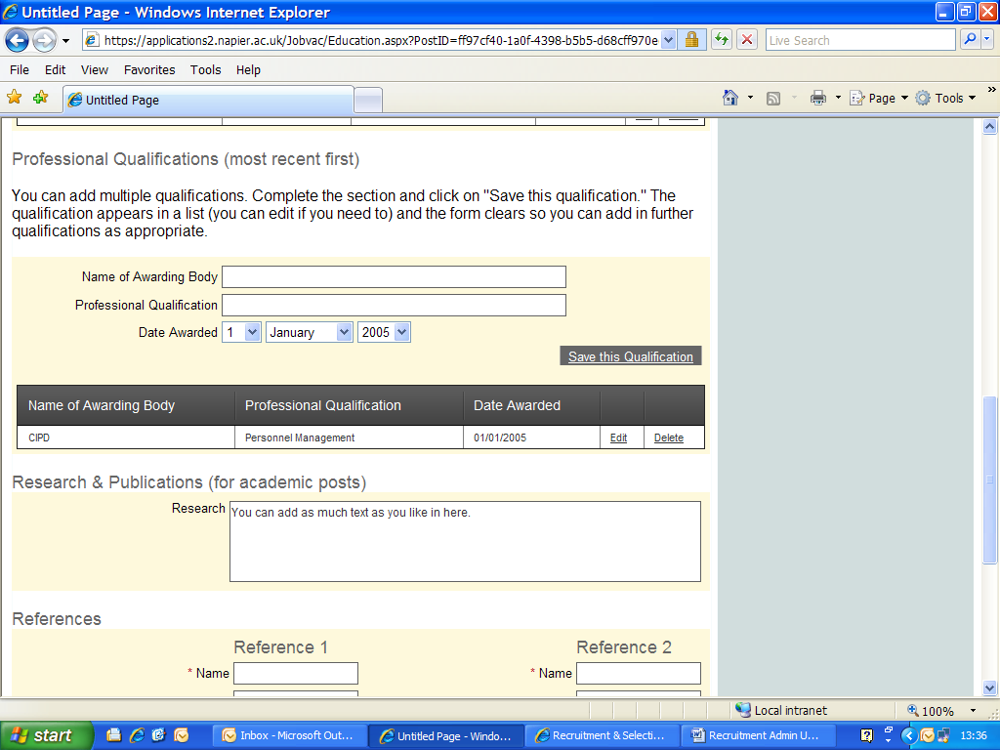 Untitled Page - Windows Internet Explorer
https://applications2.napier.ac.uk/Jobvac/Education.aspx?PostID=ff97cf40-1a0f-4398-b5b5-d68cff970e
Live Search
File Edit View Favorites Tools Help
Untitled Page
Page Tools
Professional Qualifications (most recent first)
You can add multiple qualifications. Complete the section and click on "Save this qualification." The
qualification appears in a list (you can edit if you need to) and the form clears so you can add in further
qualifications as appropriate.
Name of Awarding Body
Professional Qualification
Date Awarded 1 January 2005
Save this Qualification
Name of Awarding Body Professional Qualification Date Awarded
CIPD Personnel Management 01/01/2005 Edit Delete
Research & Publications (for academic posts)
Research You can add as much text as you like in here.
References
Reference 1 Reference 2
* Name * Name
Local intranet 100%
start Inbox - Microsoft Out... Untitled Page - Windo... Recruitment & Selecti... Recruitment Admin U... 13:36